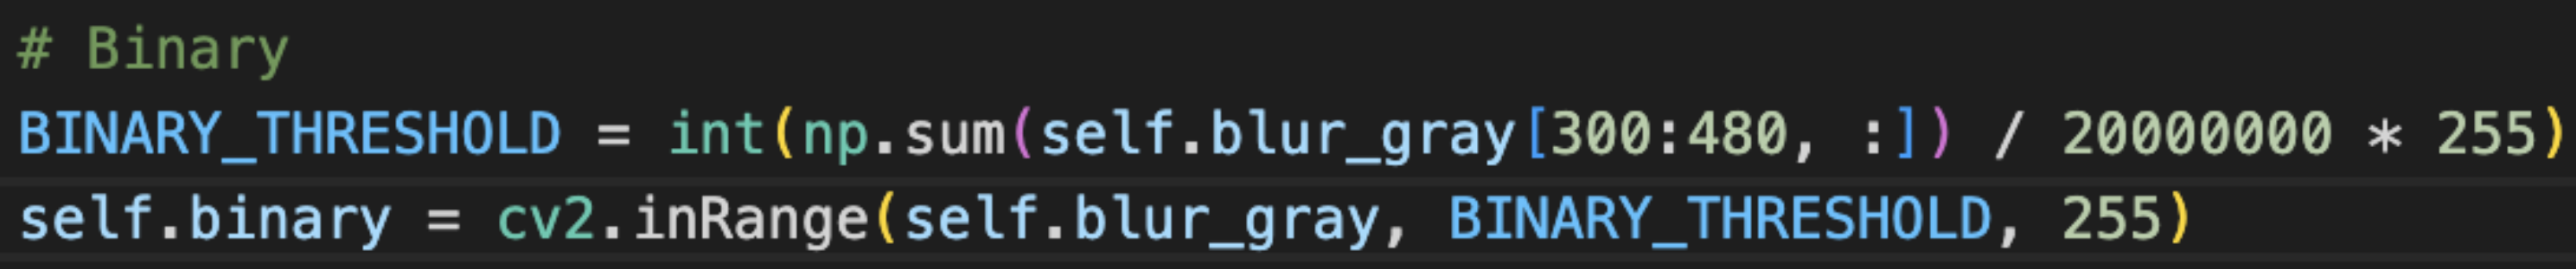 # Binary
BINARY_THRESHOLD = int(np.sum(self.blur_gray[300:480, :]) / 20000000 * 255)
self.binary = cv2.inRange(self.blur_gray, BINARY_THRESHOLD, 255)